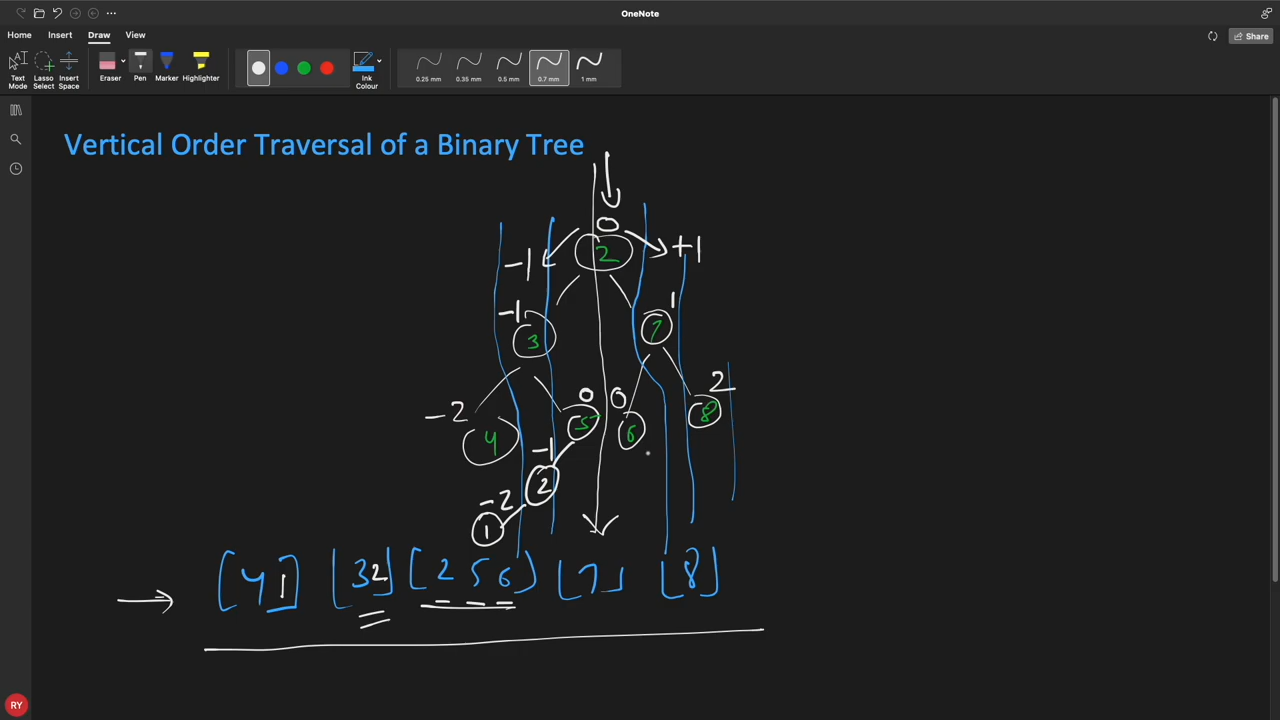 OneNote
Home Insert Draw View
Share
Text Mode
Lasso Select
Insert Space
Eraser
Pen
Marker
Highlighter
Ink Colour
0.25 mm
0.35 mm
0.5 mm
0.7 mm
1 mm
Vertical Order Traversal of a Binary Tree
0
-1 2 +1
-1 1
3 7
-2 0 0 2
4 5 6 8
-1
2
-2
1
[4 1] [3 2] [2 5 6] [7] [8]
RY